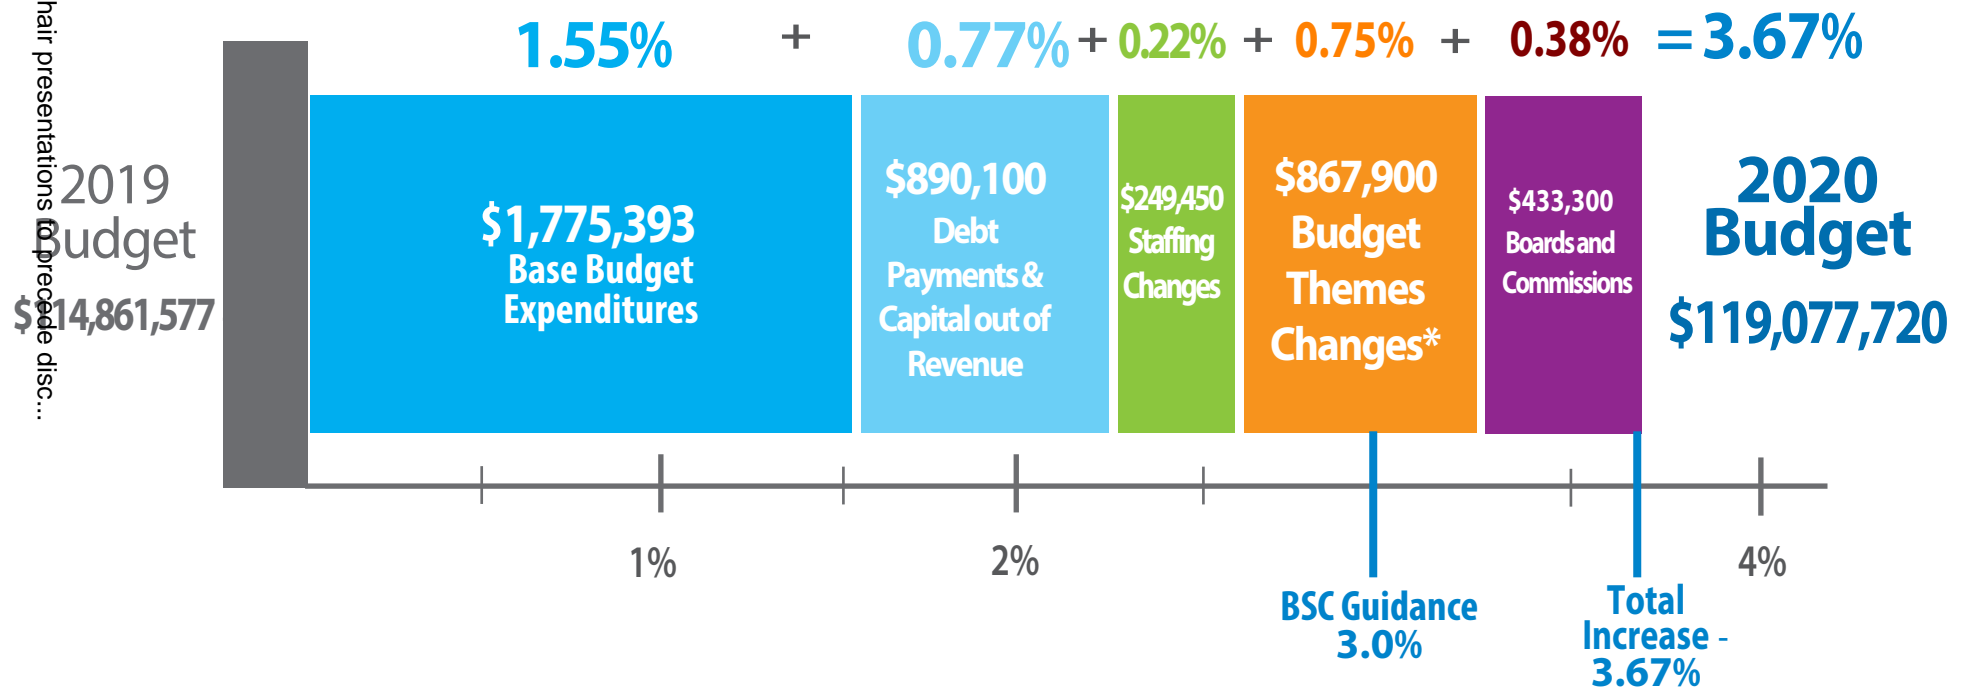 hair presentations to precede disc...
1.55% + 0.77% + 0.22% + 0.75% + 0.38% = 3.67%
2019
Budget
$114,861,577
$1,775,393
Base Budget
Expenditures
$890,100
Debt
Payments &
Capital out of
Revenue
$249,450
Staffing
Changes
$867,900
Budget
Themes
Changes*
$433,300
Boards and
Commissions
2020
Budget
$119,077,720
1%
2%
4%
BSC Guidance
3.0%
Total
Increase -
3.67%